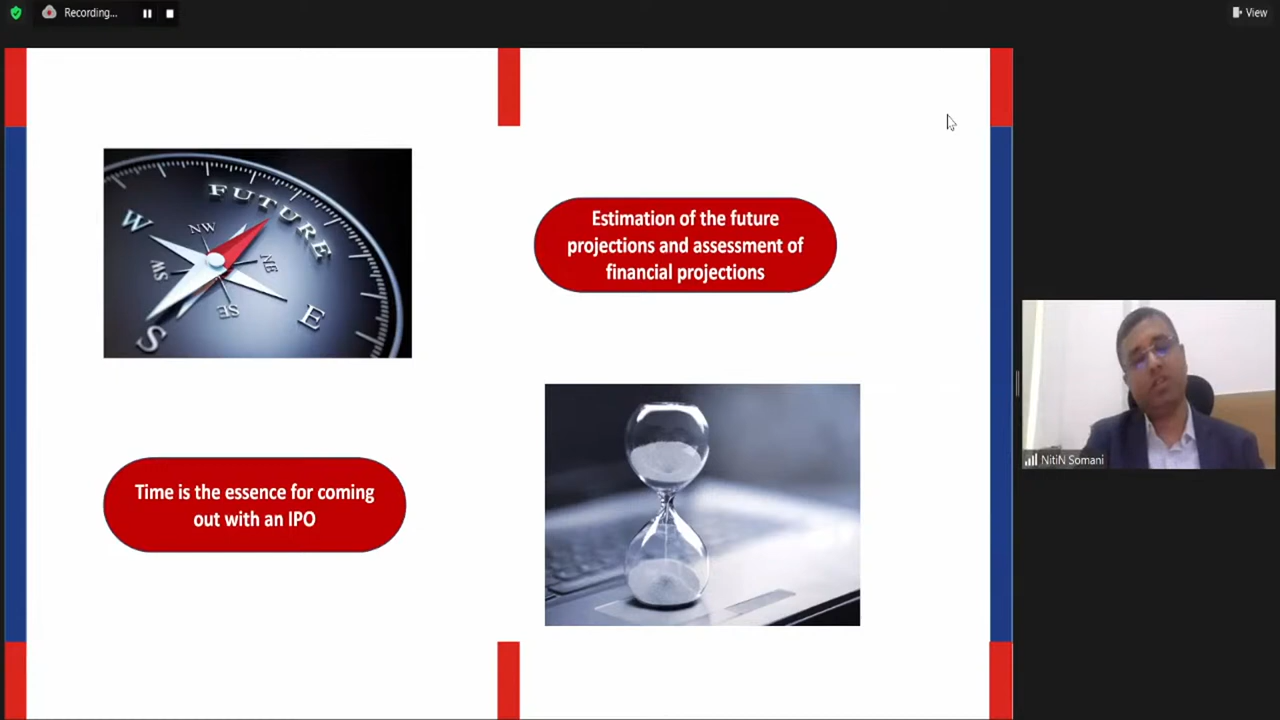 Recording...
View
FUTURE
W
NW
NE
SW
SE
E
S
Estimation of the future
projections and assessment of
financial projections
Time is the essence for coming
out with an IPO
NitiN Somani